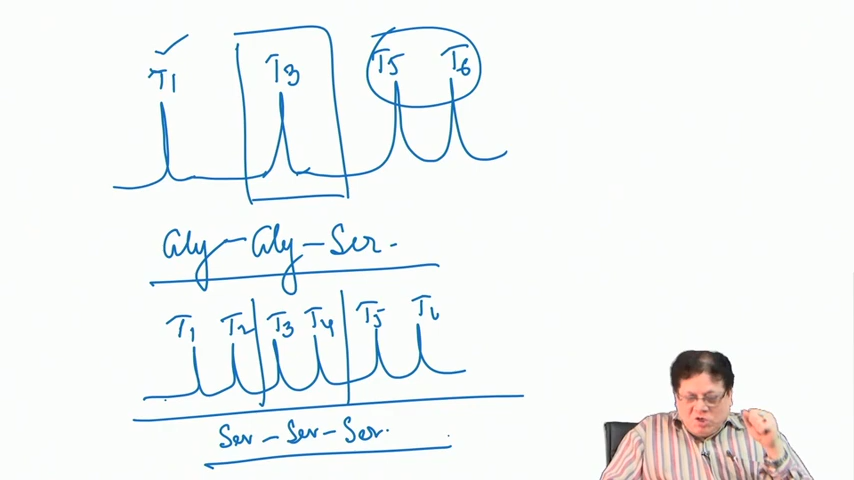 T1 T3 T5 T6
Gly-Gly-Ser.
T1 T2 T3 T4 T5 T6
Ser-Ser-Ser.